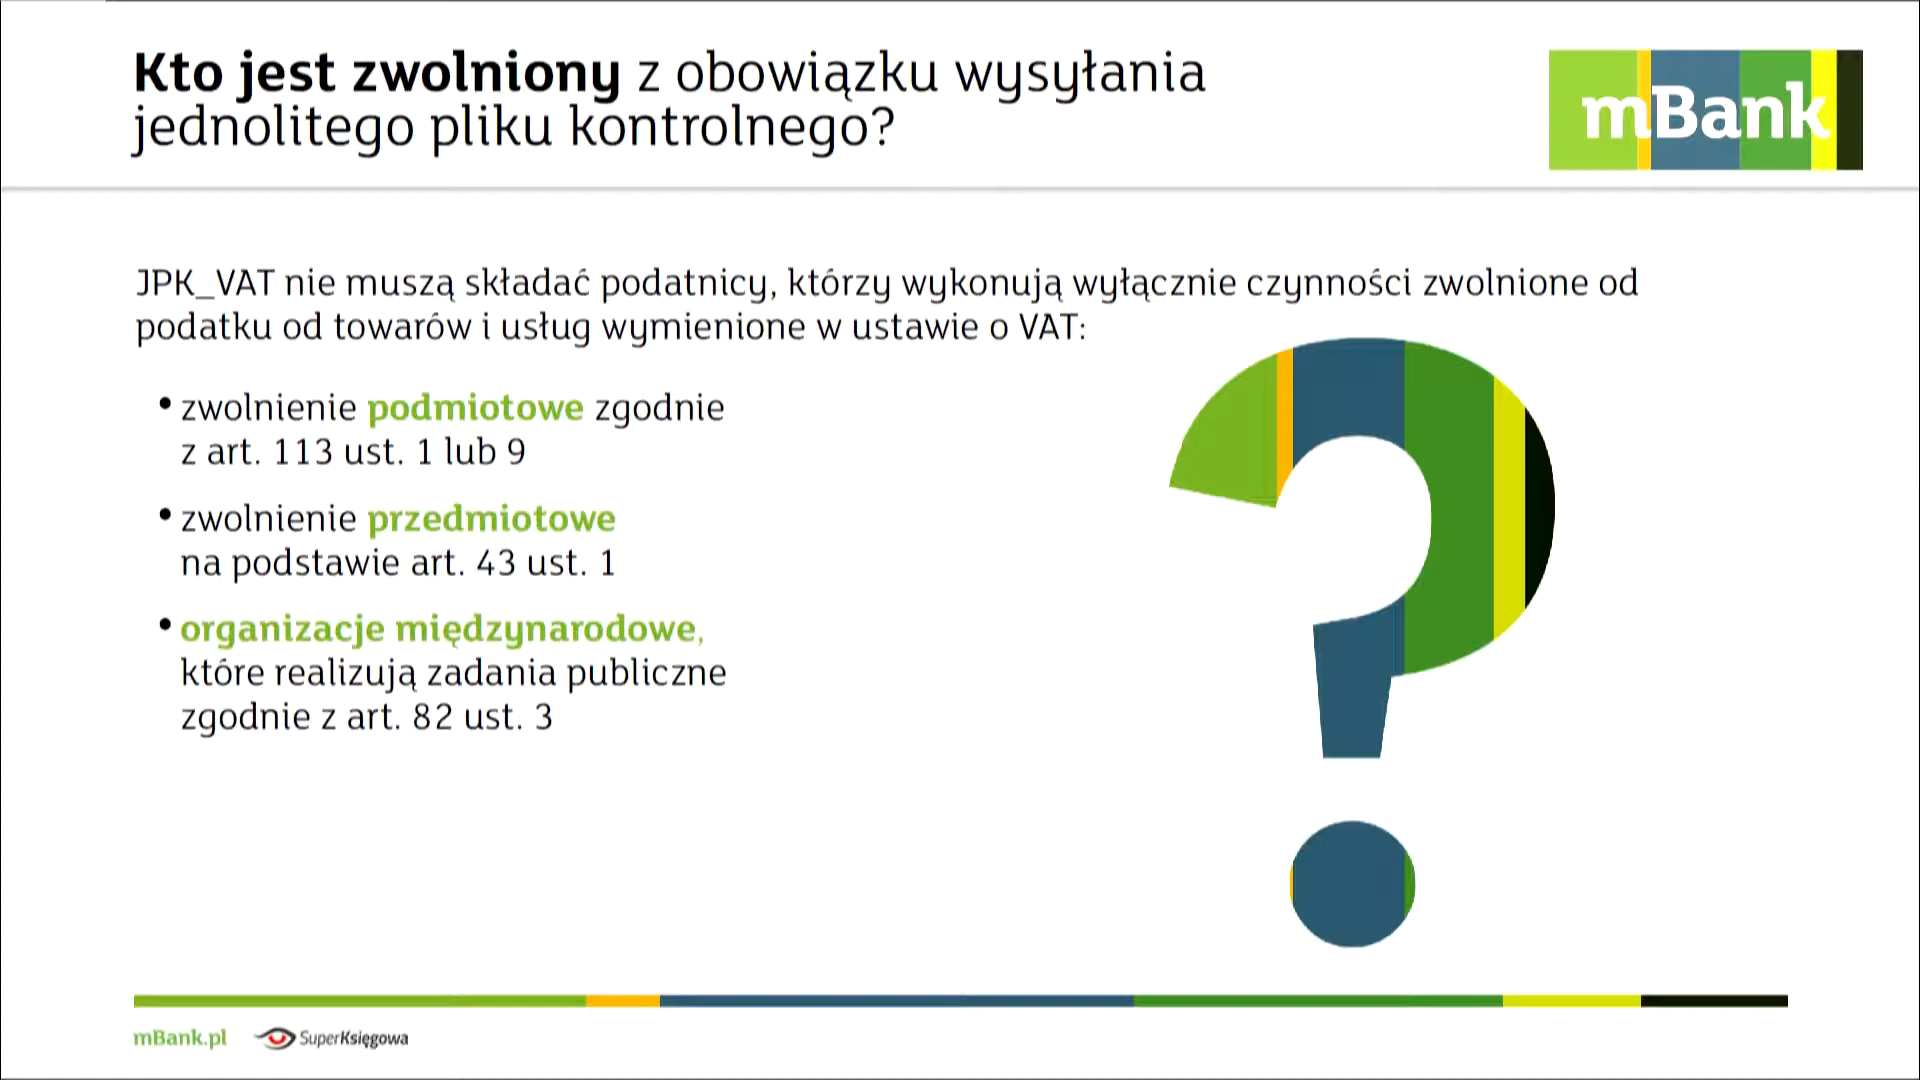 Kto jest zwolniony z obowiązku wysyłania
jednolitego pliku kontrolnego?
mBank
JPK_VAT nie muszą składać podatnicy, którzy wykonują wyłącznie czynności zwolnione od
podatku od towarów i usług wymienione w ustawie o VAT:
• zwolnienie podmiotowe zgodnie
z art. 113 ust. 1 lub 9
• zwolnienie przedmiotowe
na podstawie art. 43 ust. 1
• organizacje międzynarodowe,
które realizują zadania publiczne
zgodnie z art. 82 ust. 3
mBank.pl SuperKsięgowa